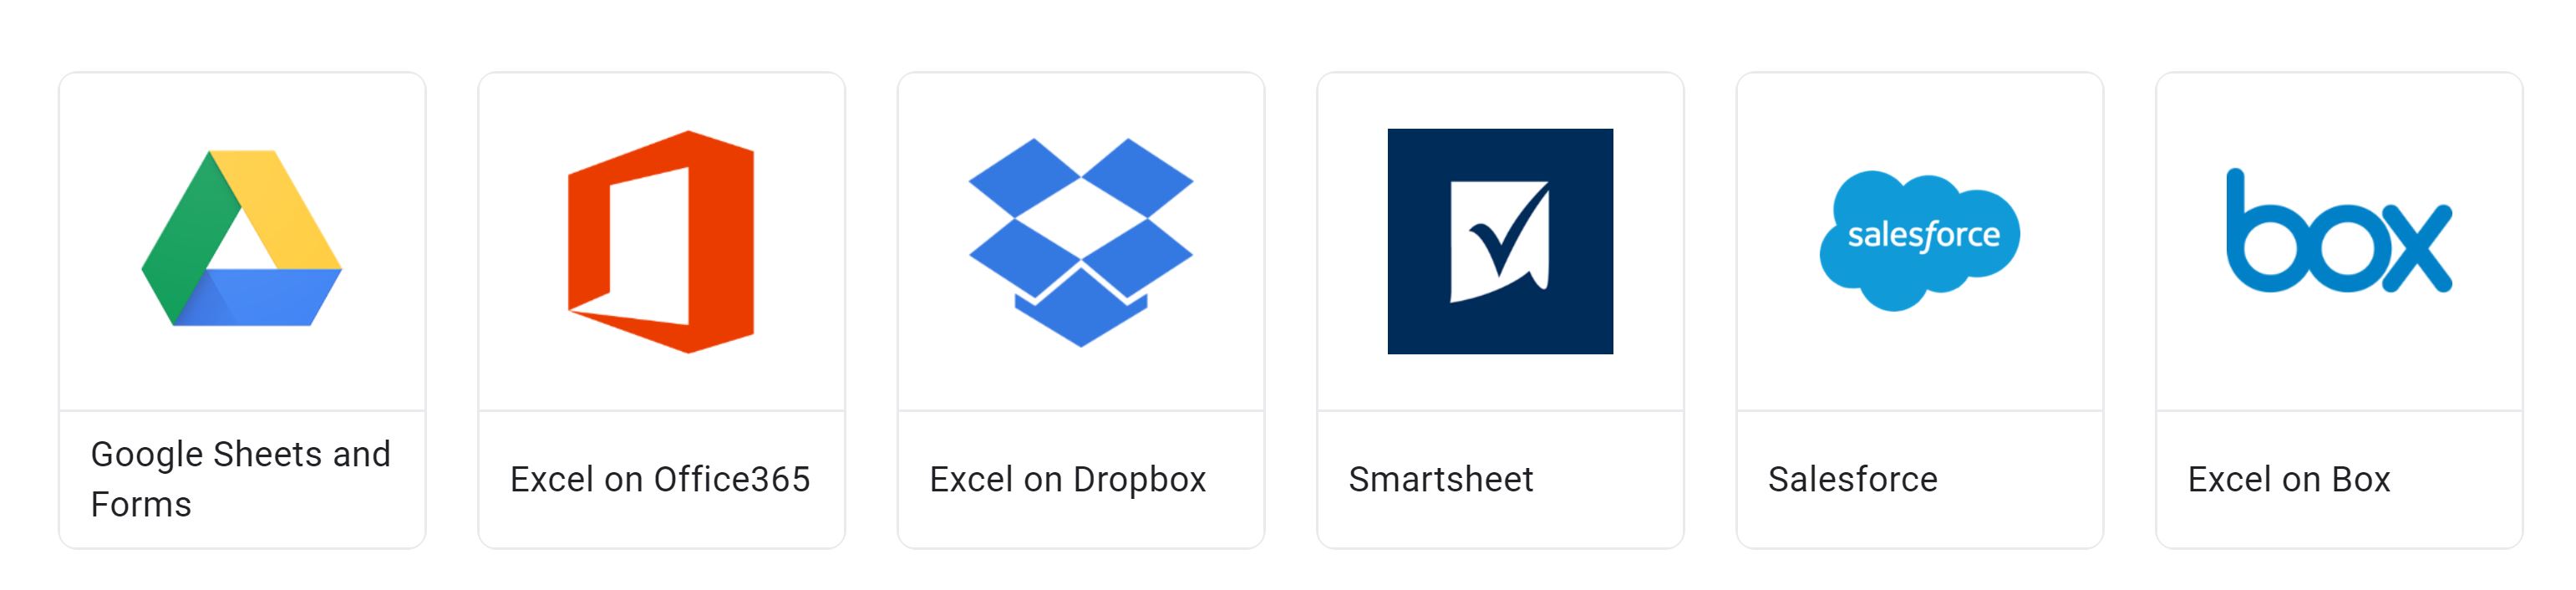 salesforce
box
Google Sheets and
Forms
Excel on Office365
Excel on Dropbox
Smartsheet
Salesforce
Excel on Box